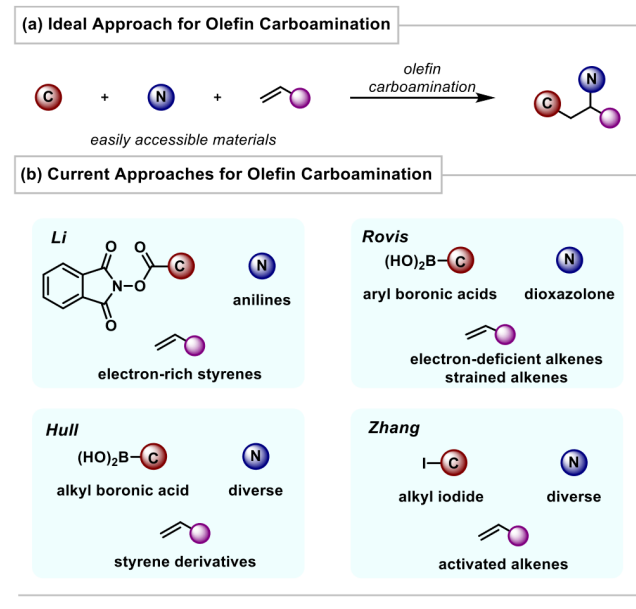 (a) Ideal Approach for Olefin Carboamination
C + N + olefin carboamination C N
easily accessible materials
(b) Current Approaches for Olefin Carboamination
Li
O O N O O C N
anilines
electron-rich styrenes
Rovis
(HO)₂B C N
aryl boronic acids dioxazolone
electron-deficient alkenes
strained alkenes
Hull
(HO)₂B C N
alkyl boronic acid diverse
styrene derivatives
Zhang
I C N
alkyl iodide diverse
activated alkenes